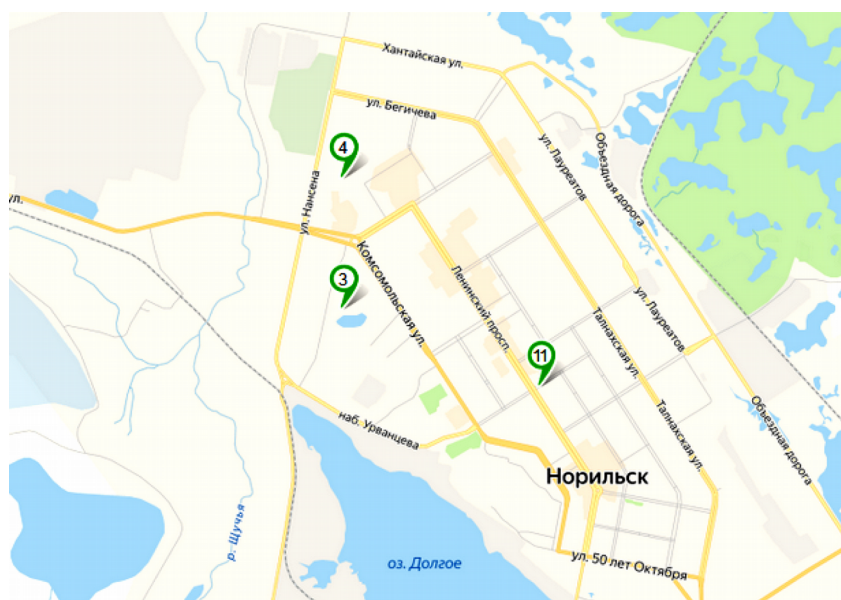 Хантайская ул.
ул. Бегичева
4
ул. Лауреатов
Объездная дорога
ул. Нансена
ул.
Комсомольская ул.
3
Ленинский просп.
ул. Лауреатов
Талнахская ул.
11
наб. Урванцева
Талнахская ул.
Объездная дорога
Норильск
р. Щучья
оз. Долгое
ул. 50 лет Октября